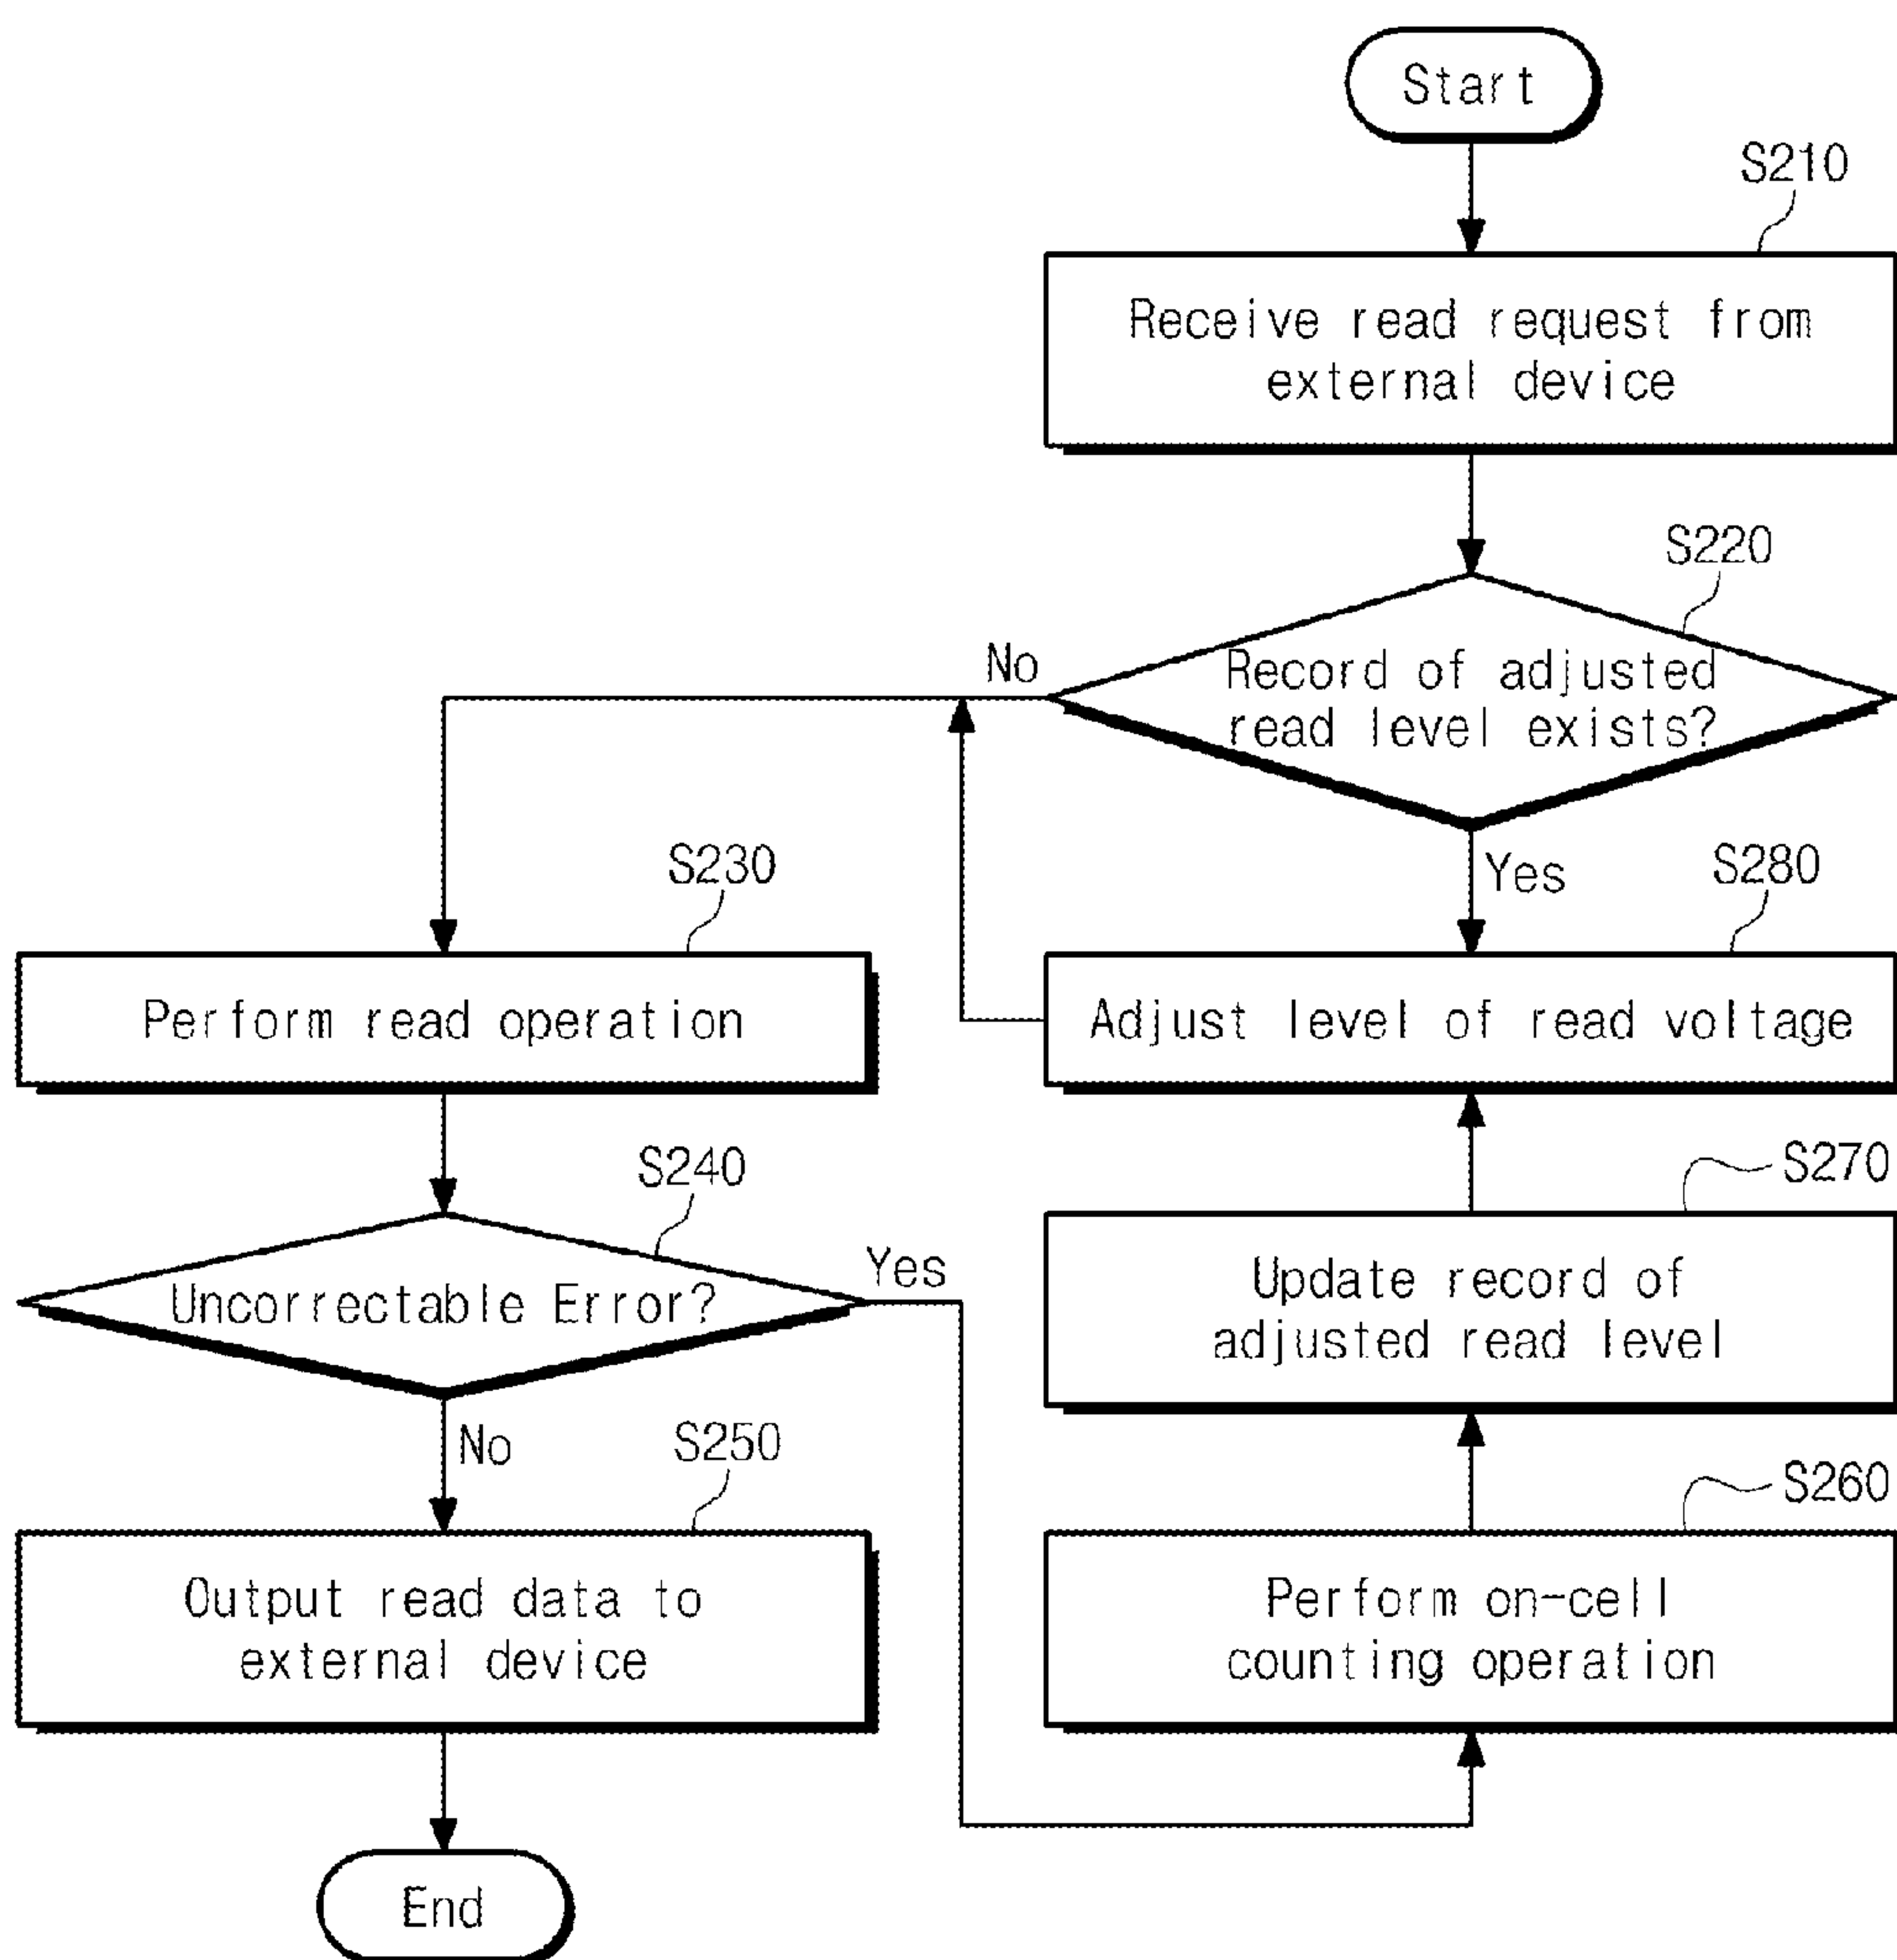 Start
S210
Receive read request from
external device
S220
No
Record of adjusted
read level exists?
Yes
S230
S280
Perform read operation
Adjust level of read voltage
S240
S270
Uncorrectable Error?
Yes
Update record of
adjusted read level
No
S250
S260
Output read data to
external device
Perform on-cell
counting operation
End